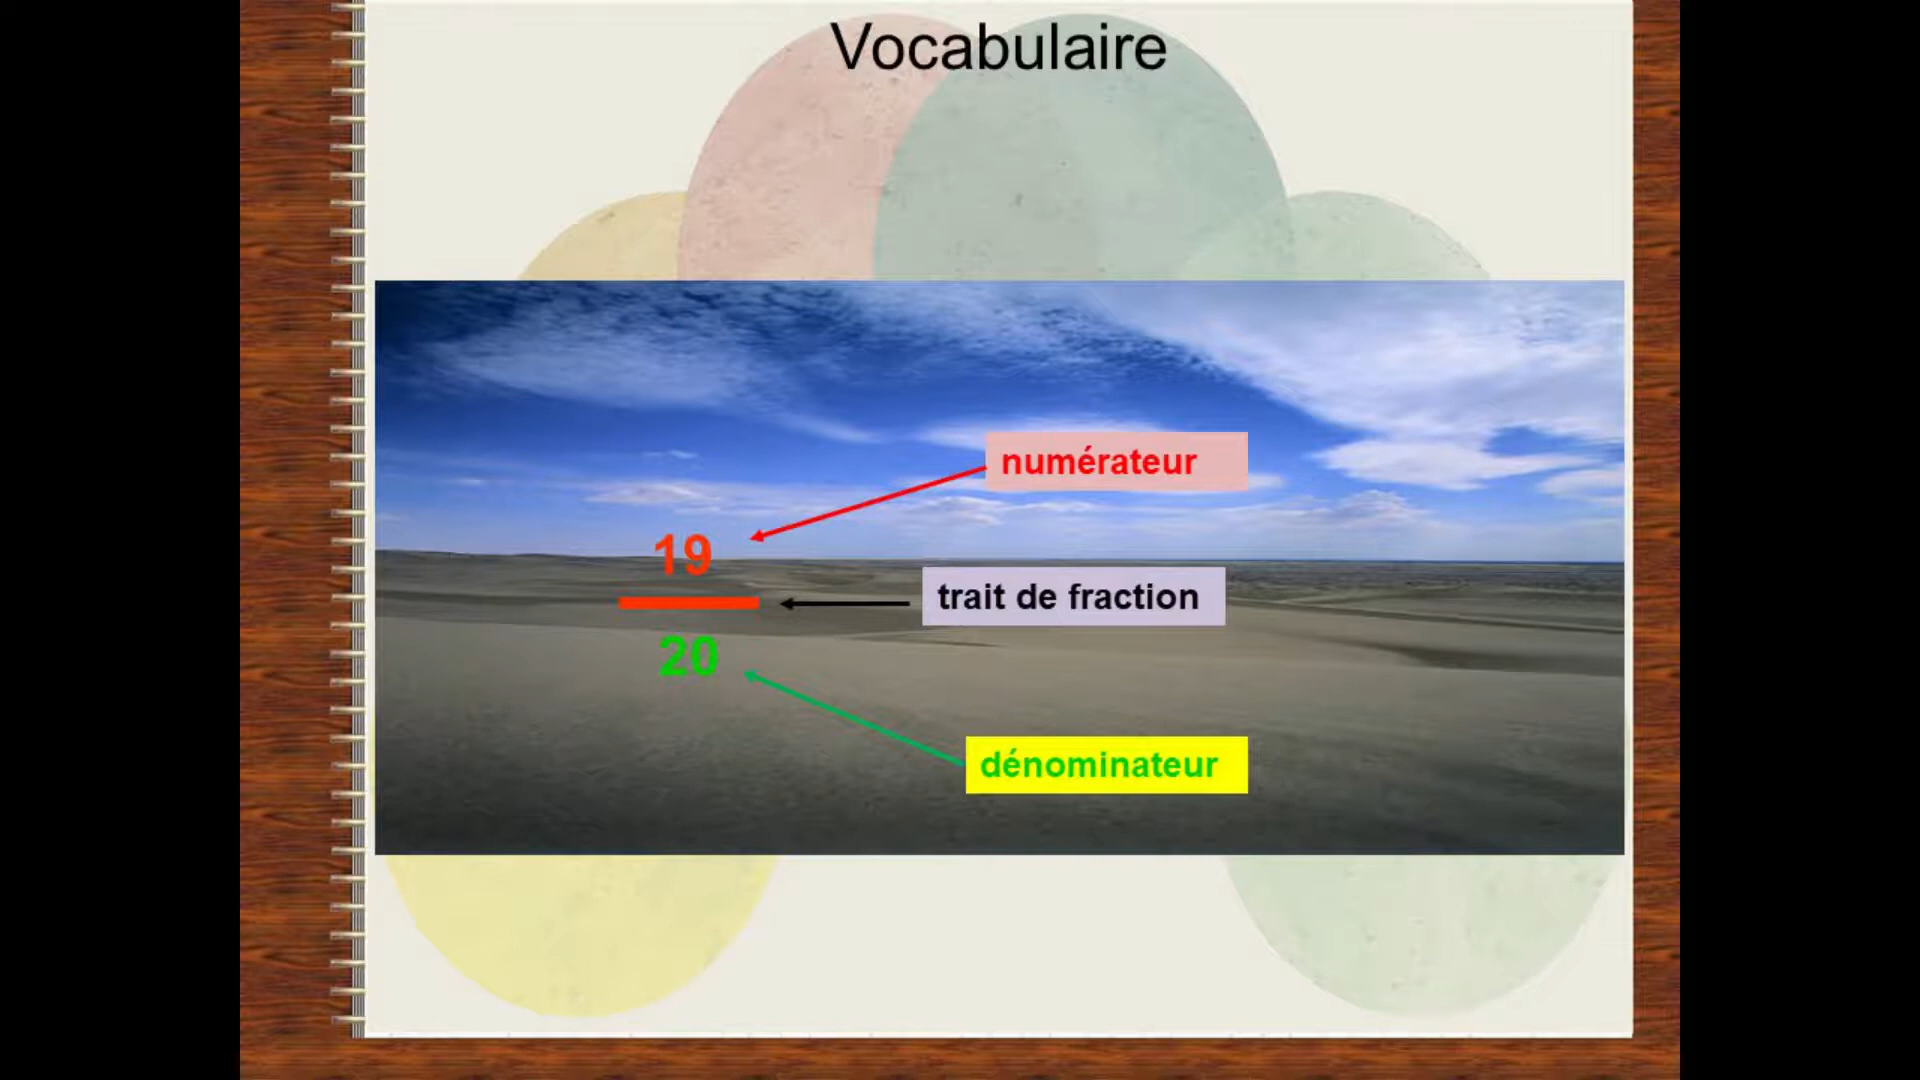 Vocabulaire
numérateur
19
trait de fraction
20
dénominateur